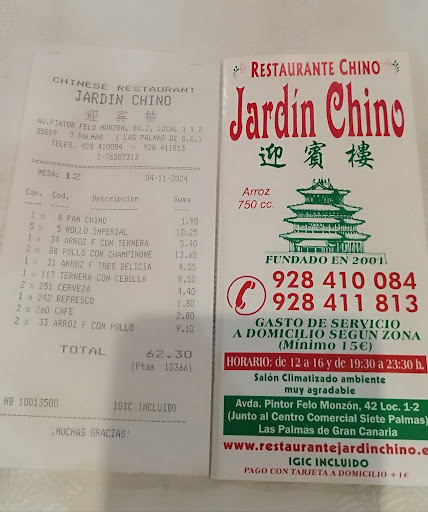 CHINESE RESTAURANT
JARDIN CHINO
迎 宾 楼
AV.PINTOR FELO MONZON, NO.2, LOCAL 1 Y 2
35019 7 PALMAS ( LAS PALMAS DE G.C.)
TELFS. 928 410084 - 928 411813
X-76307313
MESA: 12 04-11-2024
Can. Cod. Descripcion Suma
1 x 8 PAN CHINO 1.90
5 x 5 ROLLO IMPERIAL 10.25
1 x 34 ARROZ F CON TERNERA 5.40
2 x 80 POLLO CON CHAMPINONE 13.60
1 x 31 ARROZ F TRES DELICIA 4.55
1 x 117 TERNERA CON CEBOLLA 8.50
2 x 251 CERVEZA 4.40
1 x 242 REFRESCO 1.80
2 x 260 CAFE 2.80
2 x 33 ARROZ F CON POLLO 9.10
TOTAL 62.30
(Ptas 10366)
Nº 10013500 IGIC INCLUIDO
¡MUCHAS GRACIAS!
RESTAURANTE CHINO
Jardín Chino
迎 賓 樓
Arroz
750 cc.
FUNDADO EN 2001
928 410 084
928 411 813
GASTO DE SERVICIO
A DOMICILIO SEGUN ZONA
(Mínimo 15€)
HORARIO: de 12 a 16 y de 19:30 a 23:30 h.
Salón Climatizado ambiente
muy agradable
Avda. Pintor Felo Monzón, 42 Loc. 1-2
(Junto al Centro Comercial Siete Palmas)
Las Palmas de Gran Canaria
www.restaurantejardinchino.e
IGIC INCLUIDO
PAGO CON TARJETA A DOMICILIO +1€